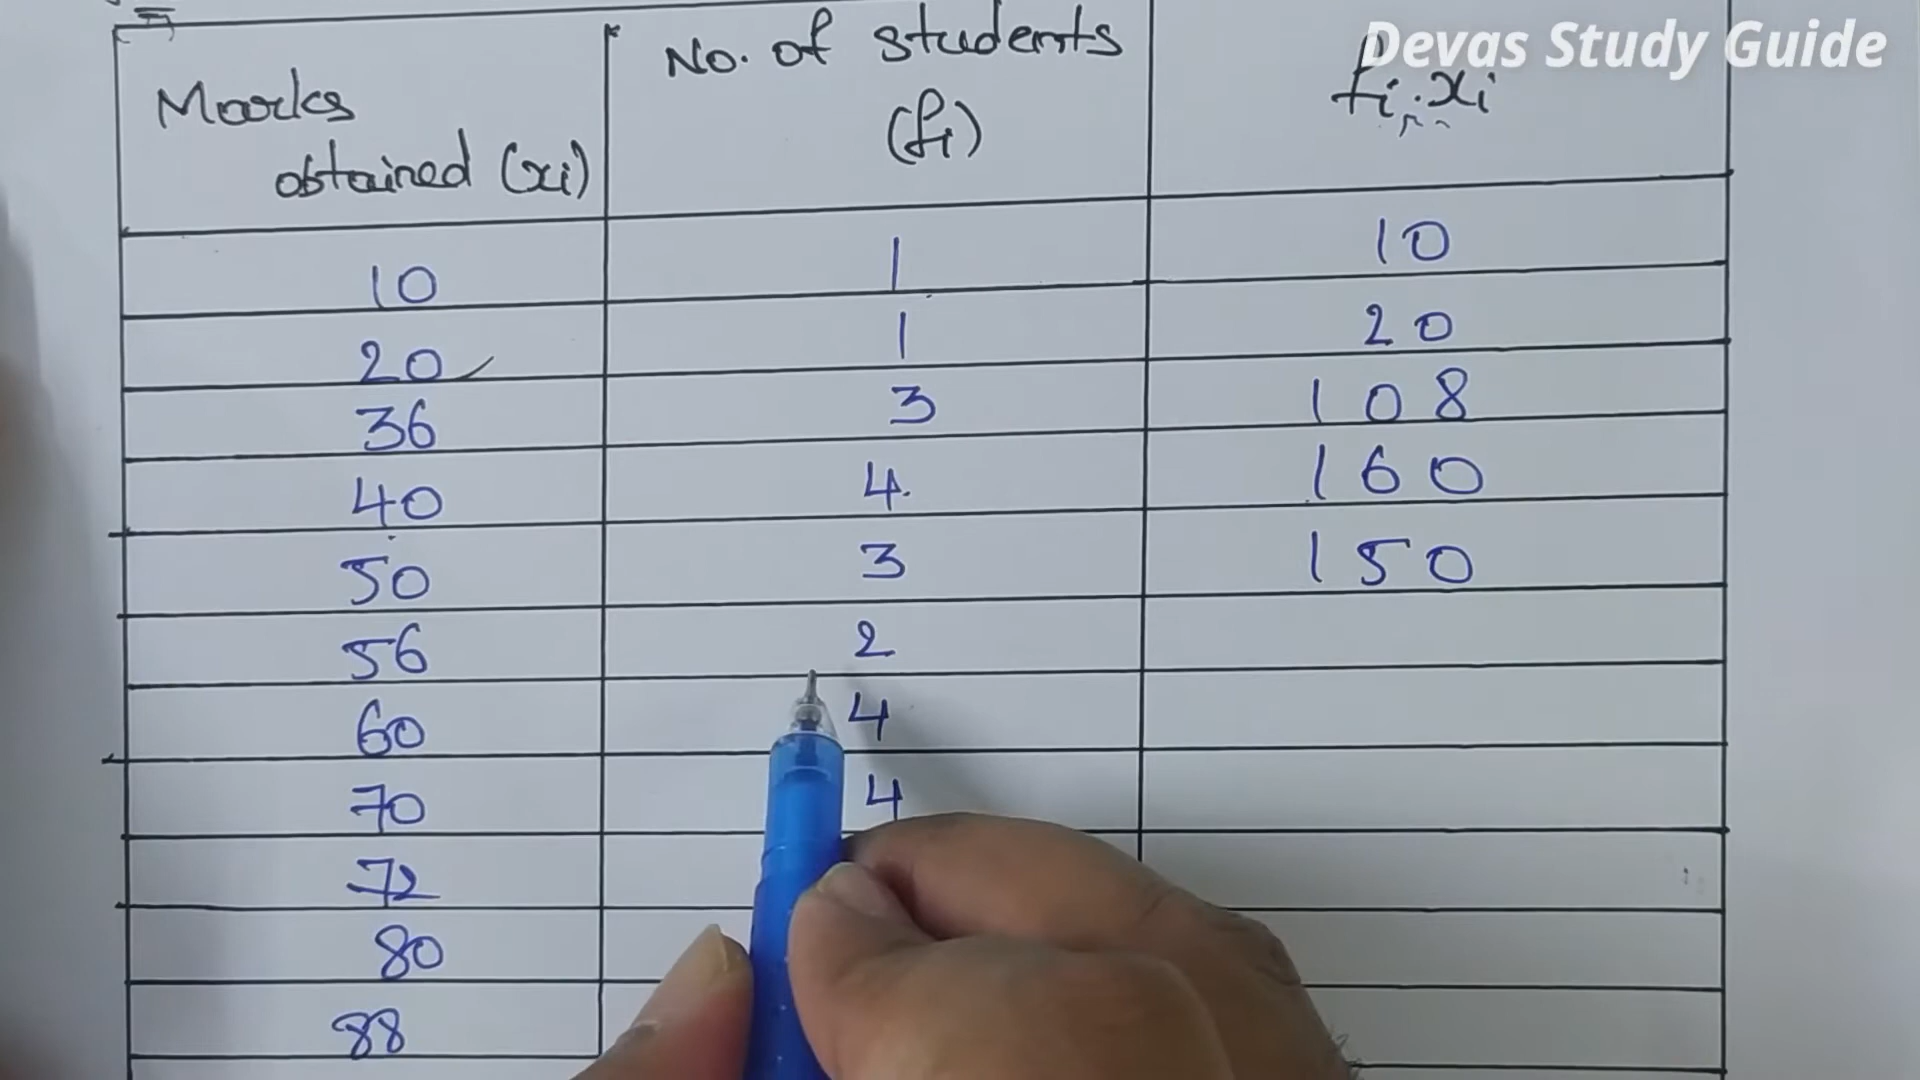 Devas Study Guide
Marks
obtained (xi)
No. of students
(fi)
fi.xi
10 1 10
20 1 20
36 3 108
40 4 160
50 3 150
56 2
60 4
70 4
72
80
88